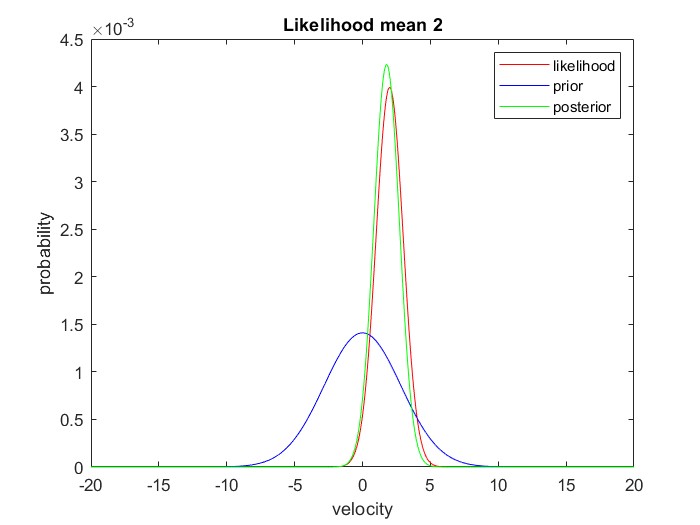 Likelihood mean 2
×10⁻³
4.5
4
3.5
3
2.5
2
1.5
1
0.5
0
probability
likelihood
prior
posterior
-20 -15 -10 -5 0 5 10 15 20
velocity